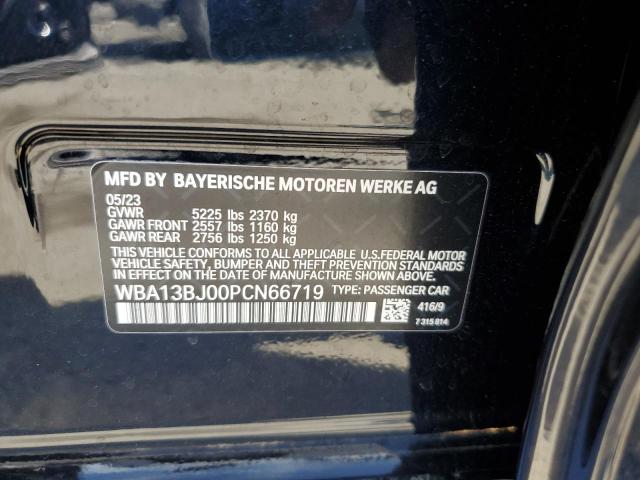 MFD BY BAYERISCHE MOTOREN WERKE AG
05/23
GVWR 5225 lbs 2370 kg
GAWR FRONT 2557 lbs 1160 kg
GAWR REAR 2756 lbs 1250 kg
THIS VEHICLE CONFORMS TO ALL APPLICABLE U.S.FEDERAL MOTOR
VEHICLE SAFETY, BUMPER AND THEFT PREVENTION STANDARDS
IN EFFECT ON THE DATE OF MANUFACTURE SHOWN ABOVE.
WBA13BJ00PCN66719 TYPE: PASSENGER CAR
416/9
7 315 814